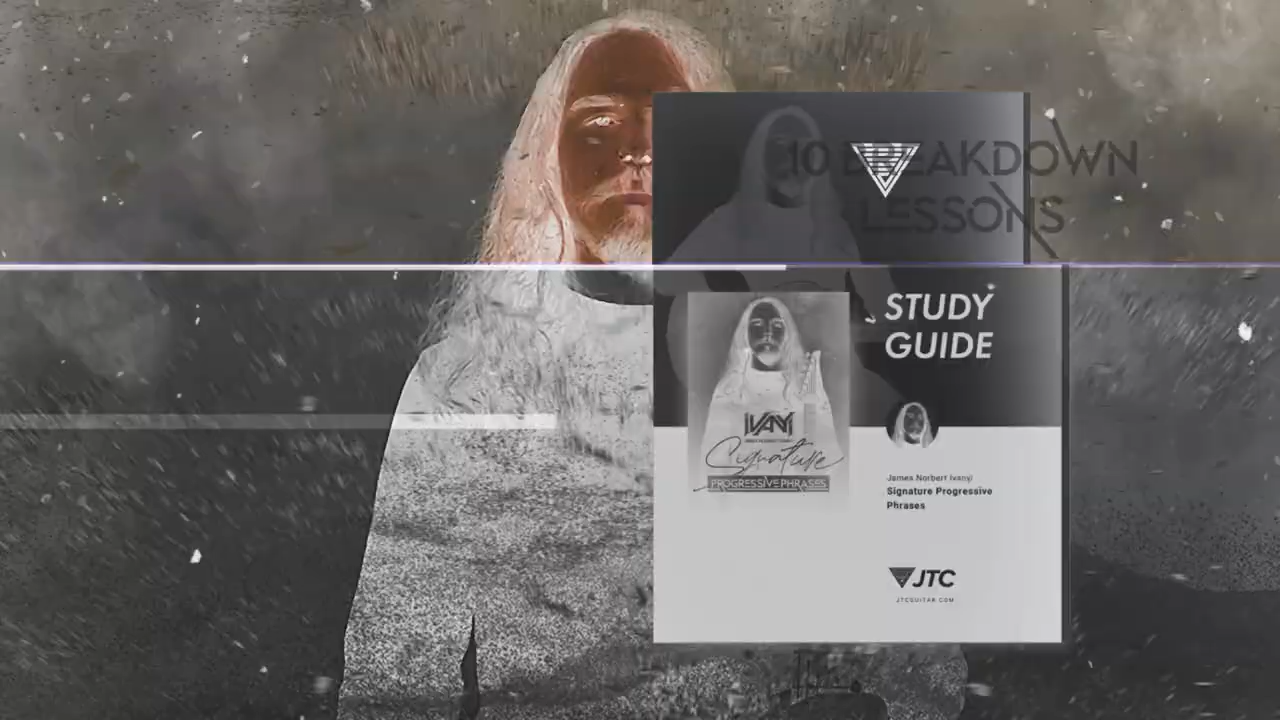 10 BREAKDOWN
LESSONS
STUDY
GUIDE
IVANYI
Signature
PROGRESSIVE PHRASES
James Norbert Ivanyi
Signature Progressive
Phrases
JTC
JTCGUITAR.COM